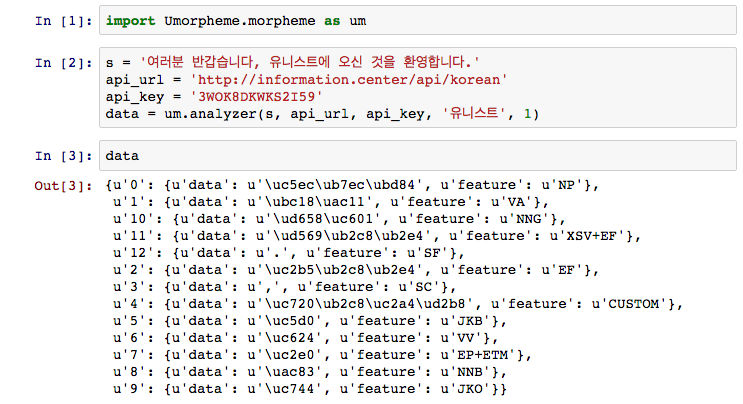 In [1]: import Umorpheme.morpheme as um
In [2]: s = '여러분 반갑습니다, 유니스트에 오신 것을 환영합니다.'
api_url = 'http://information.center/api/korean'
api_key = '3WOK8DKWKS2I59'
data = um.analyzer(s, api_url, api_key, '유니스트', 1)
In [3]: data
Out[3]: {u'0': {u'data': u'\uc5ec\ub7ec\ubd84', u'feature': u'NP'},
u'1': {u'data': u'\ubc18\uac11', u'feature': u'VA'},
u'10': {u'data': u'\ud658\uc601', u'feature': u'NNG'},
u'11': {u'data': u'\ud569\ub2c8\ub2e4', u'feature': u'XSV+EF'},
u'12': {u'data': u'.', u'feature': u'SF'},
u'2': {u'data': u'\uc2b5\ub2c8\ub2e4', u'feature': u'EF'},
u'3': {u'data': u',', u'feature': u'SC'},
u'4': {u'data': u'\uc720\ub2c8\uc2a4\ud2b8', u'feature': u'CUSTOM'},
u'5': {u'data': u'\uc5d0', u'feature': u'JKB'},
u'6': {u'data': u'\uc624', u'feature': u'VV'},
u'7': {u'data': u'\uc2e0', u'feature': u'EP+ETM'},
u'8': {u'data': u'\uac83', u'feature': u'NNB'},
u'9': {u'data': u'\uc744', u'feature': u'JKO'}}